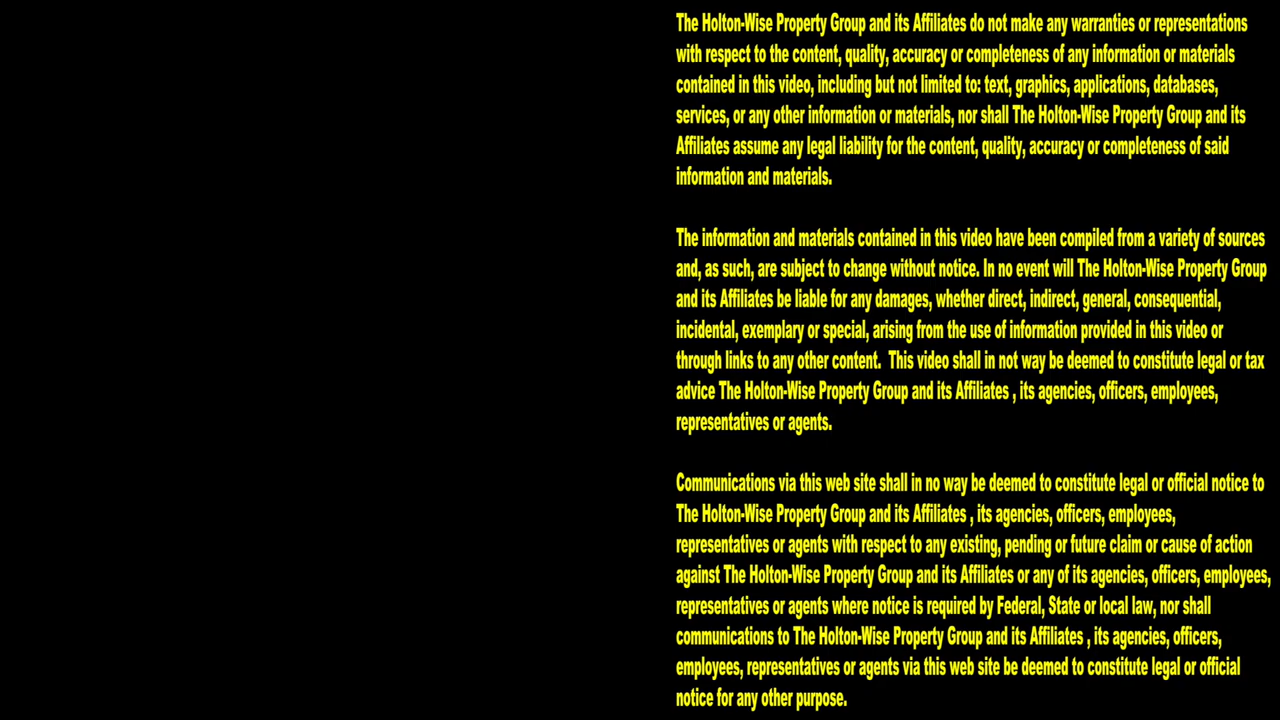 The Holton-Wise Property Group and its Affiliates do not make any warranties or representations
with respect to the content, quality, accuracy or completeness of any information or materials
contained in this video, including but not limited to: text, graphics, applications, databases,
services, or any other information or materials, nor shall The Holton-Wise Property Group and its
Affiliates assume any legal liability for the content, quality, accuracy or completeness of said
information and materials.
The information and materials contained in this video have been compiled from a variety of sources
and, as such, are subject to change without notice. In no event will The Holton-Wise Property Group
and its Affiliates be liable for any damages, whether direct, indirect, general, consequential,
incidental, exemplary or special, arising from the use of information provided in this video or
through links to any other content.  This video shall in not way be deemed to constitute legal or tax
advice The Holton-Wise Property Group and its Affiliates , its agencies, officers, employees,
representatives or agents.
Communications via this web site shall in no way be deemed to constitute legal or official notice to
The Holton-Wise Property Group and its Affiliates , its agencies, officers, employees,
representatives or agents with respect to any existing, pending or future claim or cause of action
against The Holton-Wise Property Group and its Affiliates or any of its agencies, officers, employees,
representatives or agents where notice is required by Federal, State or local law, nor shall
communications to The Holton-Wise Property Group and its Affiliates , its agencies, officers,
employees, representatives or agents via this web site be deemed to constitute legal or official
notice for any other purpose.